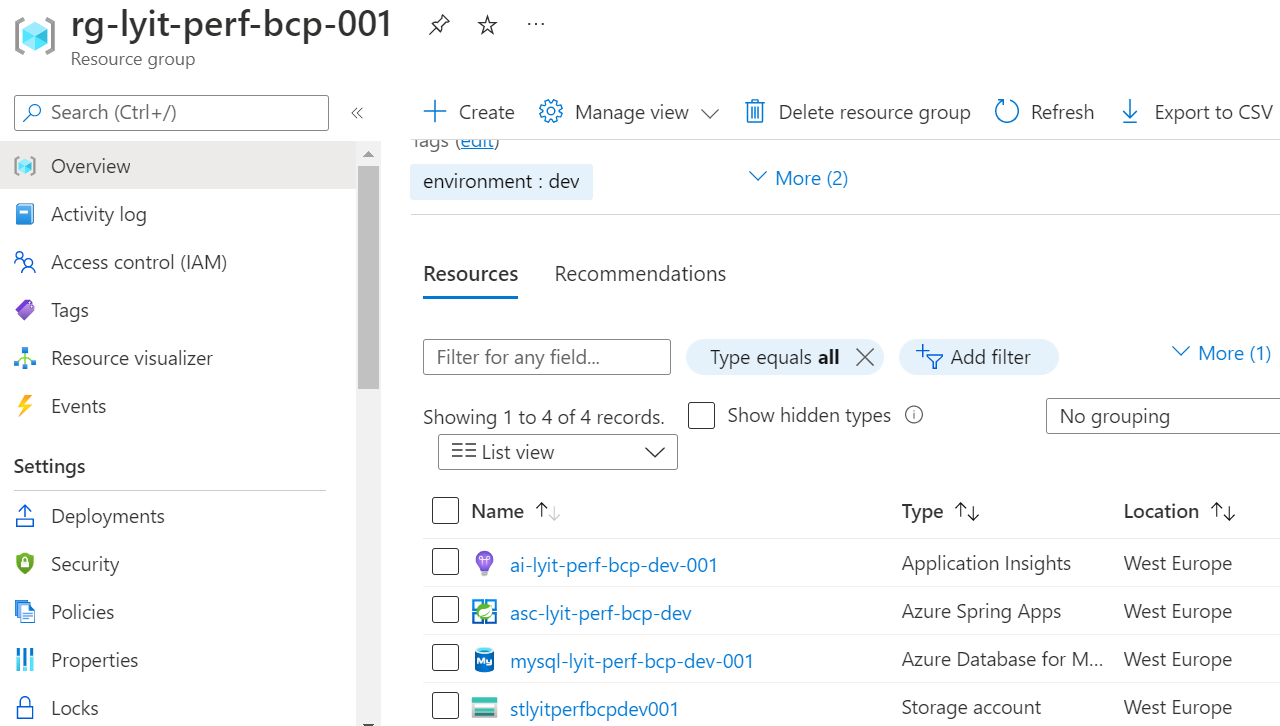 rg-lyit-perf-bcp-001
Resource group
Search (Ctrl+/)
Create Manage view Delete resource group Refresh Export to CSV
Overview
Activity log
Access control (IAM)
Tags
Resource visualizer
Events
Settings
Deployments
Security
Policies
Properties
Locks
Tags (edit)
environment : dev More (2)
Resources Recommendations
Filter for any field... Type equals all Add filter More (1)
Showing 1 to 4 of 4 records. Show hidden types No grouping
List view
Name Type Location
ai-lyit-perf-bcp-dev-001 Application Insights West Europe
asc-lyit-perf-bcp-dev Azure Spring Apps West Europe
mysql-lyit-perf-bcp-dev-001 Azure Database for M... West Europe
stlyitperfbcpdev001 Storage account West Europe